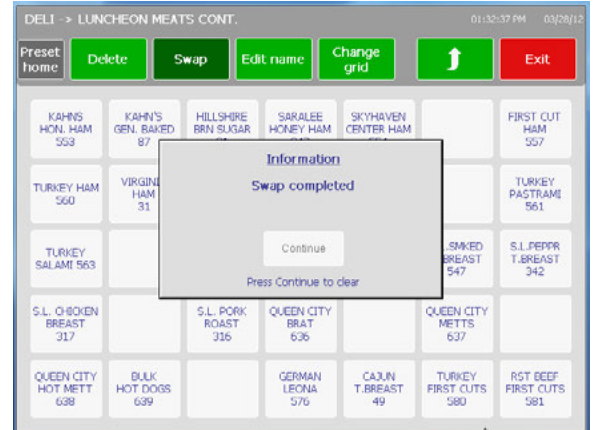 DELI -> LUNCHEON MEATS CONT. 01:32:37 PM 03/28/12
Preset
home
Delete
Swap
Edit name
Change
grid
Exit
KAHNS
HON. HAM
553
KAHN'S
GEN. BAKED
87
HILLSHIRE
BRN SUGAR
SARALEE
HONEY HAM
SKYHAVEN
CENTER HAM
FIRST CUT
HAM
557
TURKEY HAM
560
HAM
31
TURKEY
PASTRAMI
561
Information
Swap completed
Continue
Press Continue to clear
TURKEY
SALAMI 563
547
S.L.PEPPR
T.BREAST
342
S.L. CHICKEN
BREAST
317
S.L. PORK
ROAST
316
QUEEN CITY
BRAT
636
QUEEN CITY
METTS
637
QUEEN CITY
HOT METT
638
BULK
HOT DOGS
639
GERMAN
LEONA
576
CAJUN
T.BREAST
49
TURKEY
FIRST CUTS
580
RST BEEF
FIRST CUTS
581